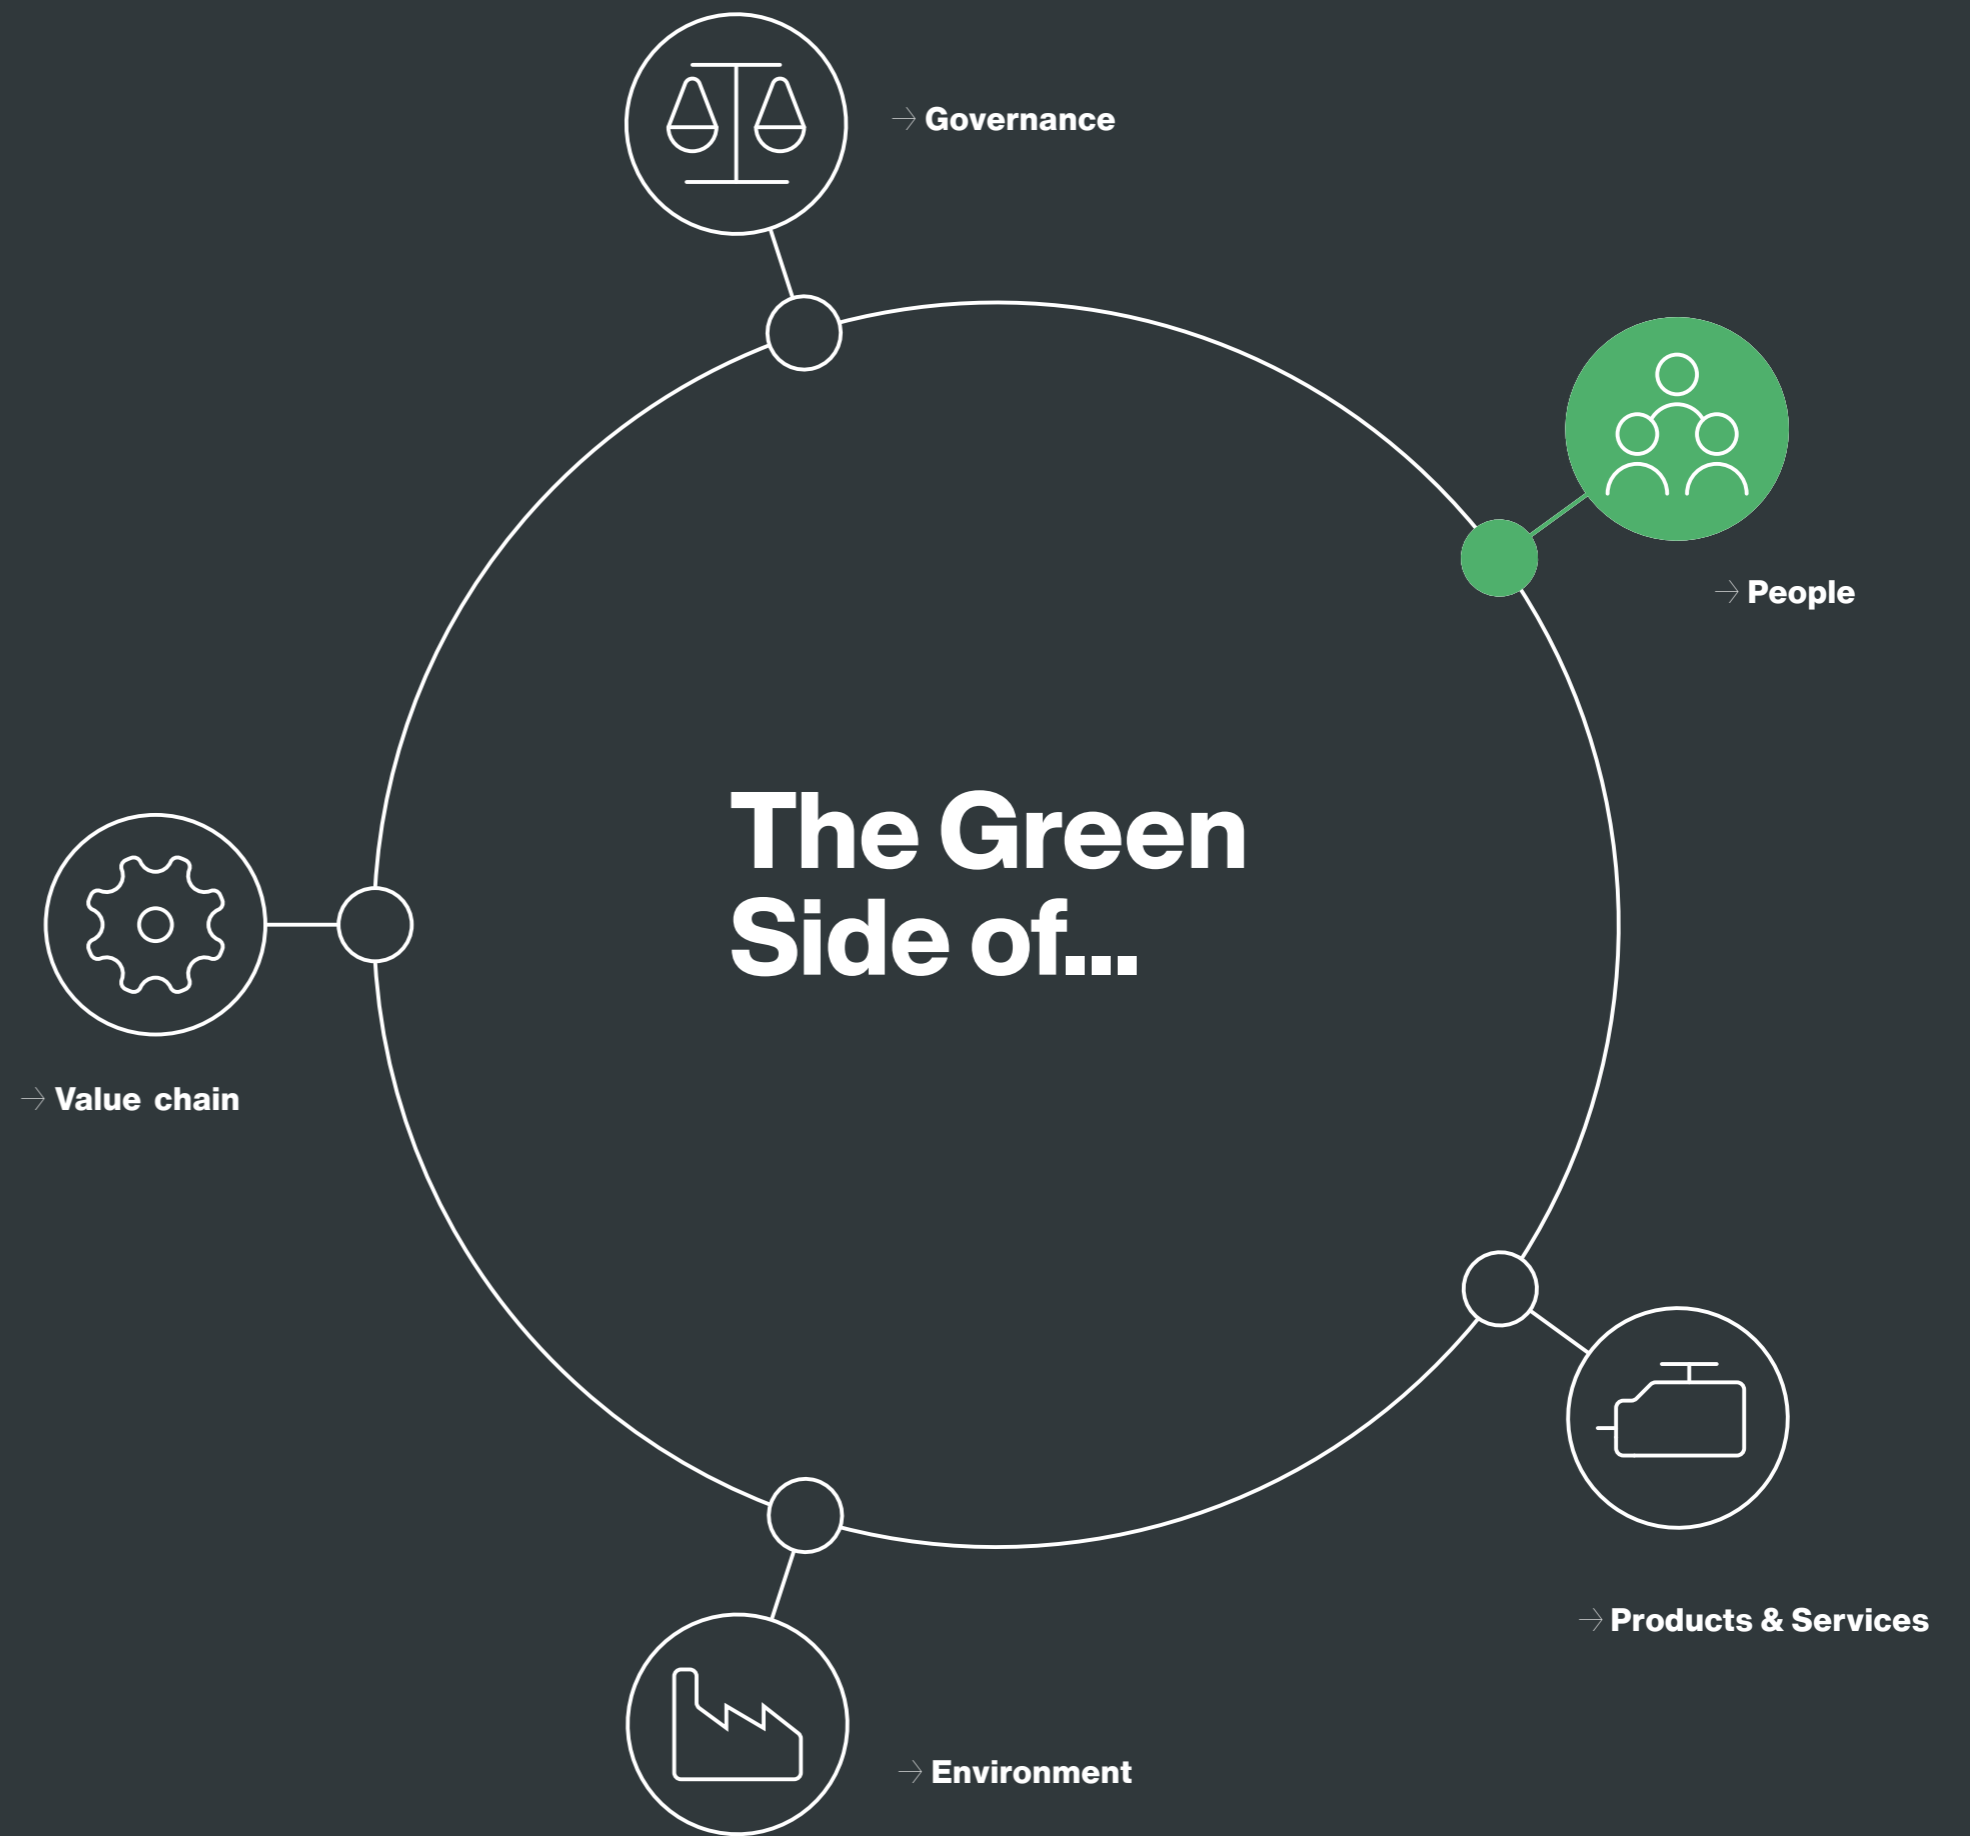 → Governance
→ People
The Green
Side of...
→ Value chain
→ Products & Services
→ Environment